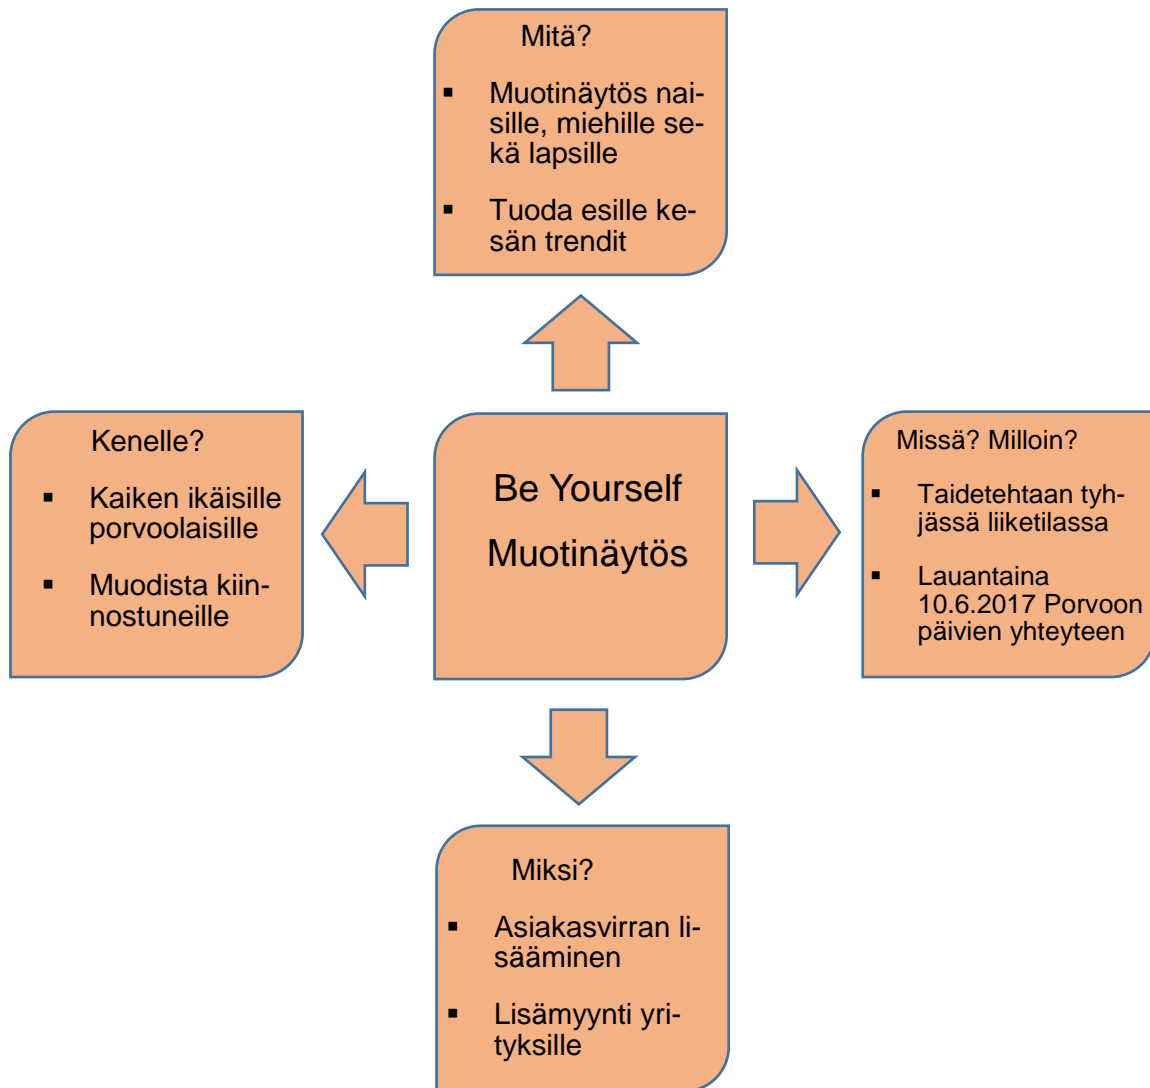 Mitä?
▪ Muotinäytös nai-
sille, miehille se-
kä lapsille
▪ Tuoda esille ke-
sän trendit
Kenelle?
▪ Kaiken ikäisille
porvoolaisille
▪ Muodista kiin-
nostuneille
Be Yourself
Muotinäytös
Missä? Milloin?
▪ Taidetehtaan tyh-
jässä liiketilassa
▪ Lauantaina
10.6.2017 Porvoon
päivien yhteyteen
Miksi?
▪ Asiakasvirran li-
sääminen
▪ Lisämyynti yri-
tyksille